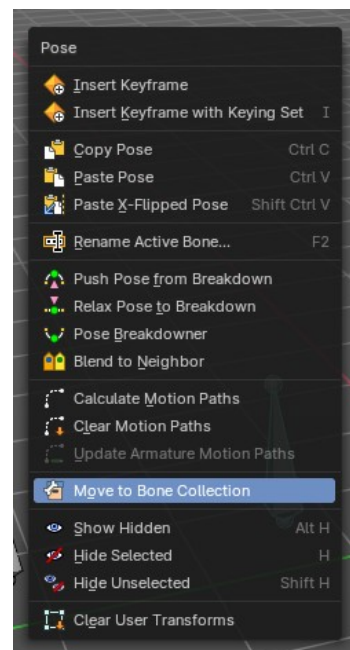 Pose
Insert Keyframe
Insert Keyframe with Keying Set I
Copy Pose Ctrl C
Paste Pose Ctrl V
Paste X-Flipped Pose Shift Ctrl V
Rename Active Bone... F2
Push Pose from Breakdown
Relax Pose to Breakdown
Pose Breakdowner
Blend to Neighbor
Calculate Motion Paths
Clear Motion Paths
Update Armature Motion Paths
Move to Bone Collection
Show Hidden Alt H
Hide Selected H
Hide Unselected Shift H
Clear User Transforms